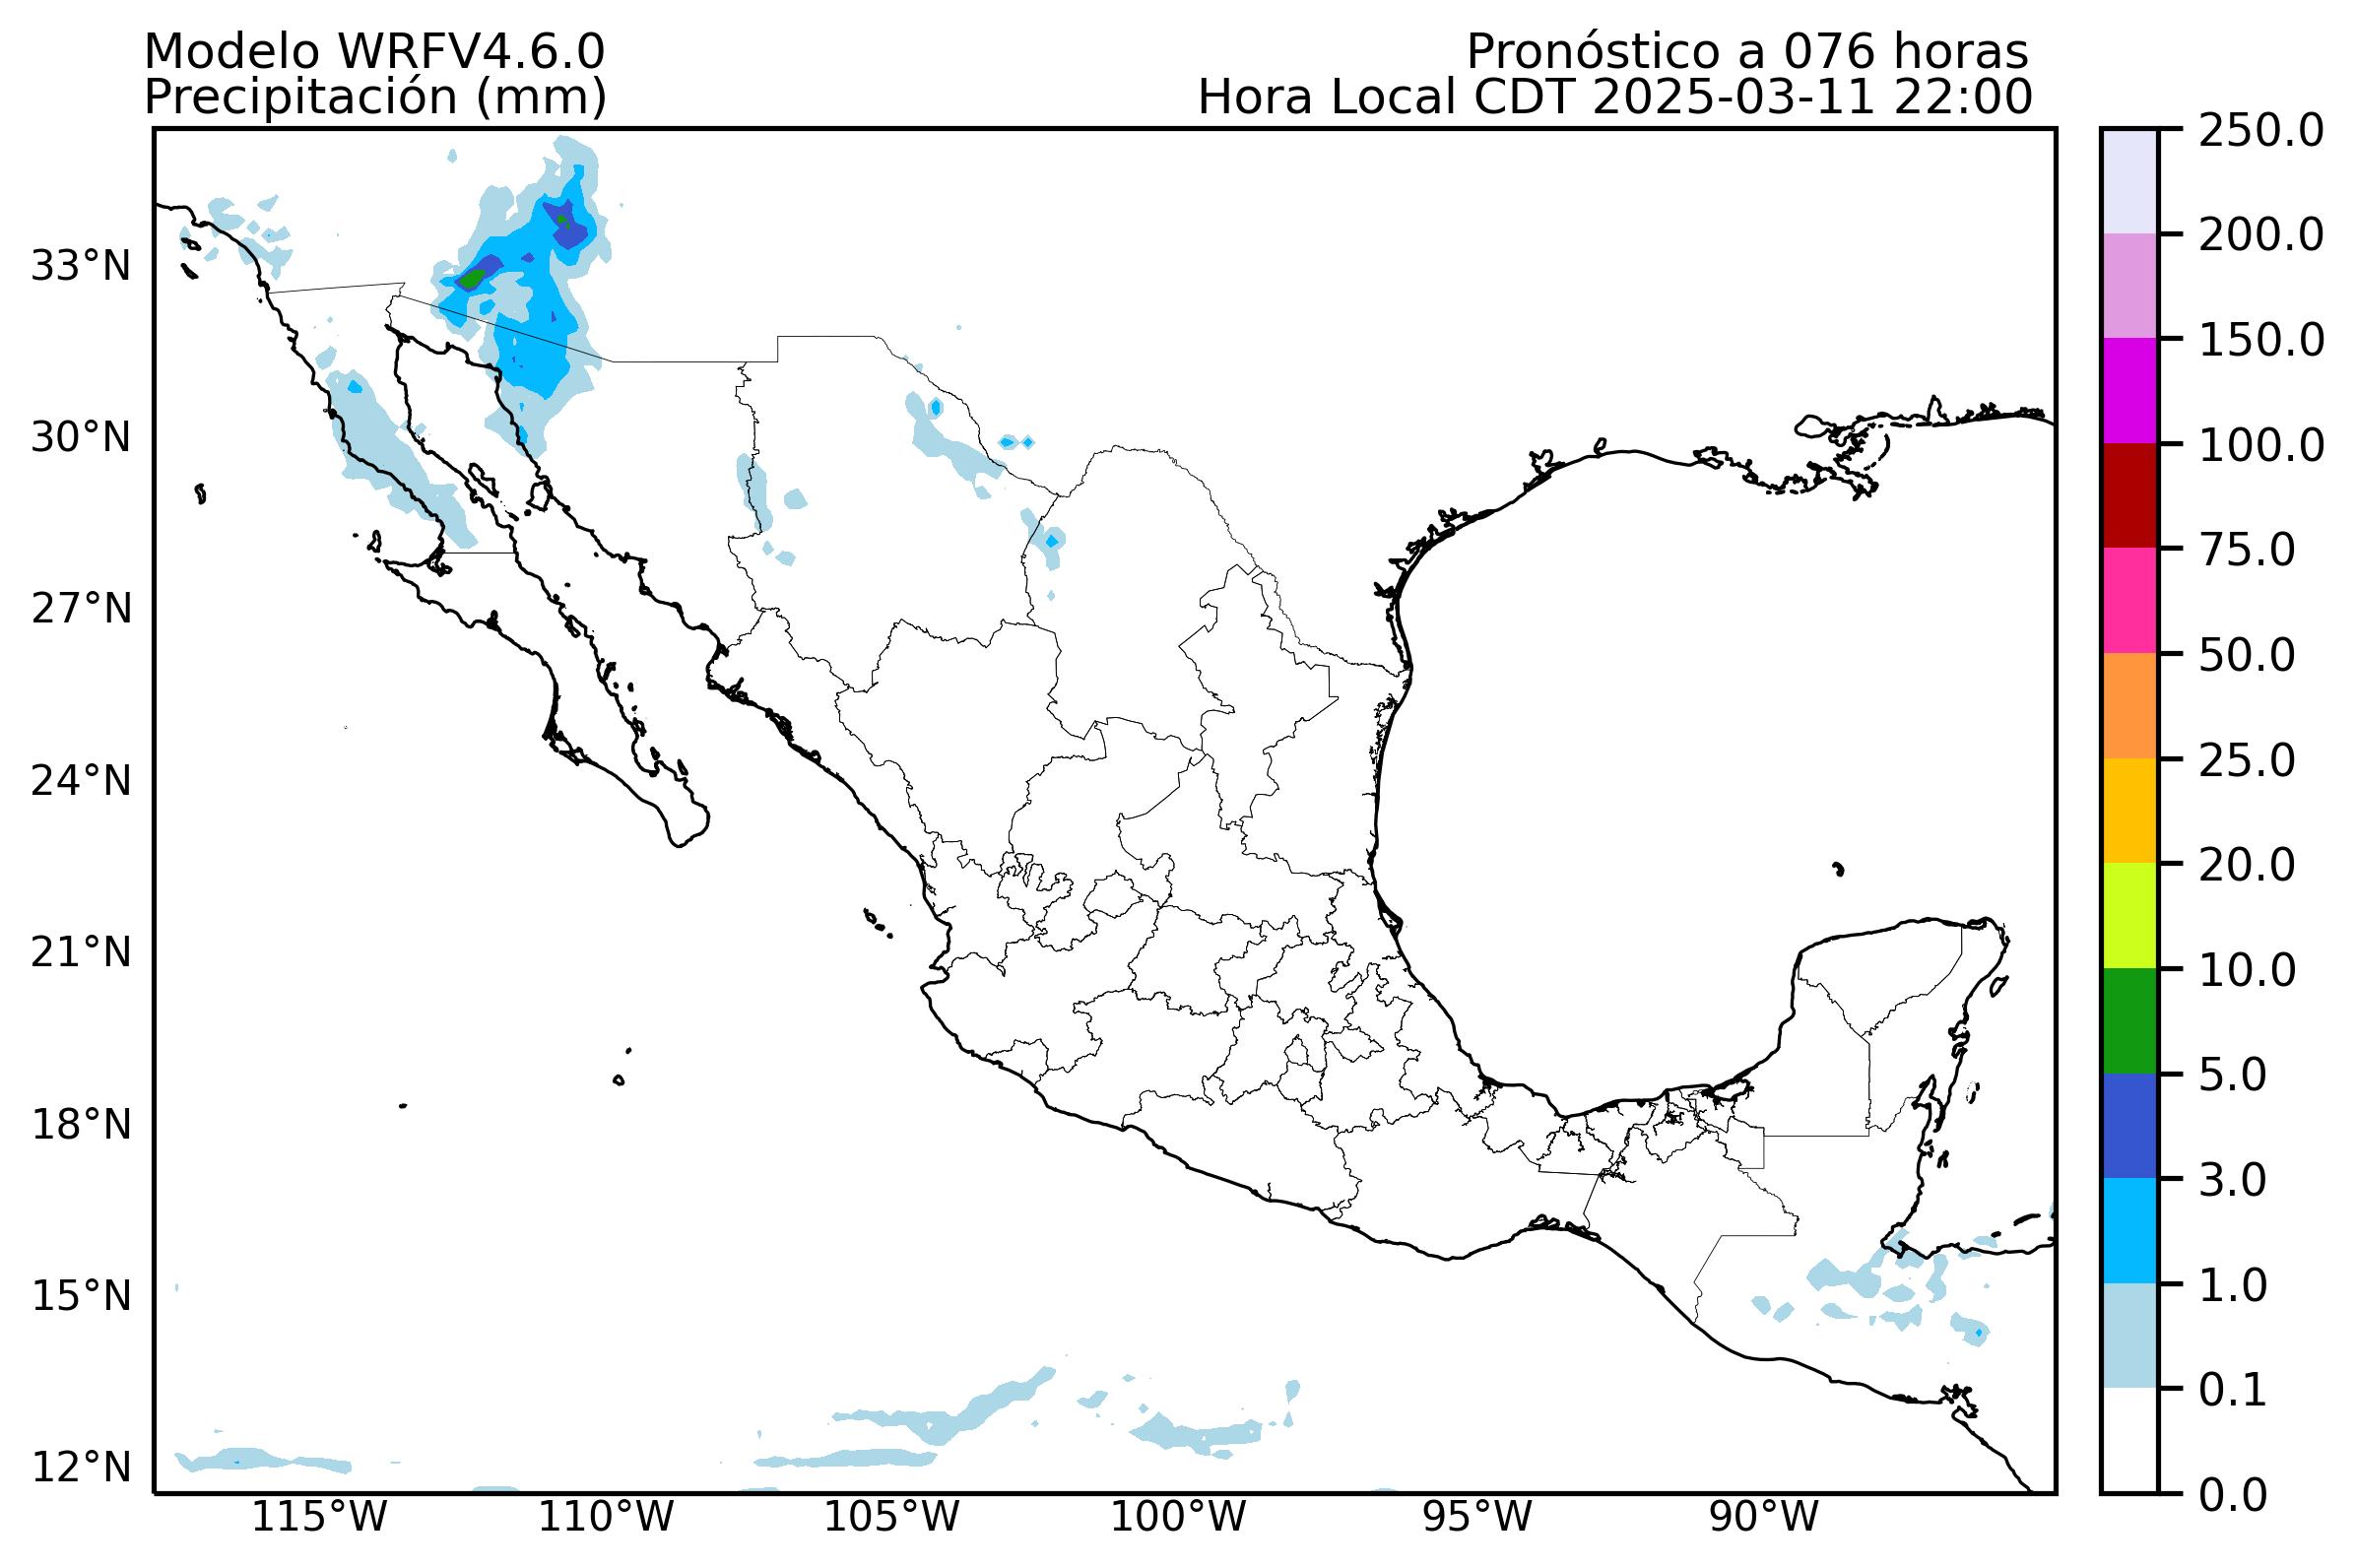 Modelo WRFV4.6.0
Pronóstico a 076 horas
Precipitación (mm)
Hora Local CDT 2025-03-11 22:00
33°N
30°N
27°N
24°N
21°N
18°N
15°N
12°N
115°W
110°W
105°W
100°W
95°W
90°W
250.0
200.0
150.0
100.0
75.0
50.0
25.0
20.0
10.0
5.0
3.0
1.0
0.1
0.0